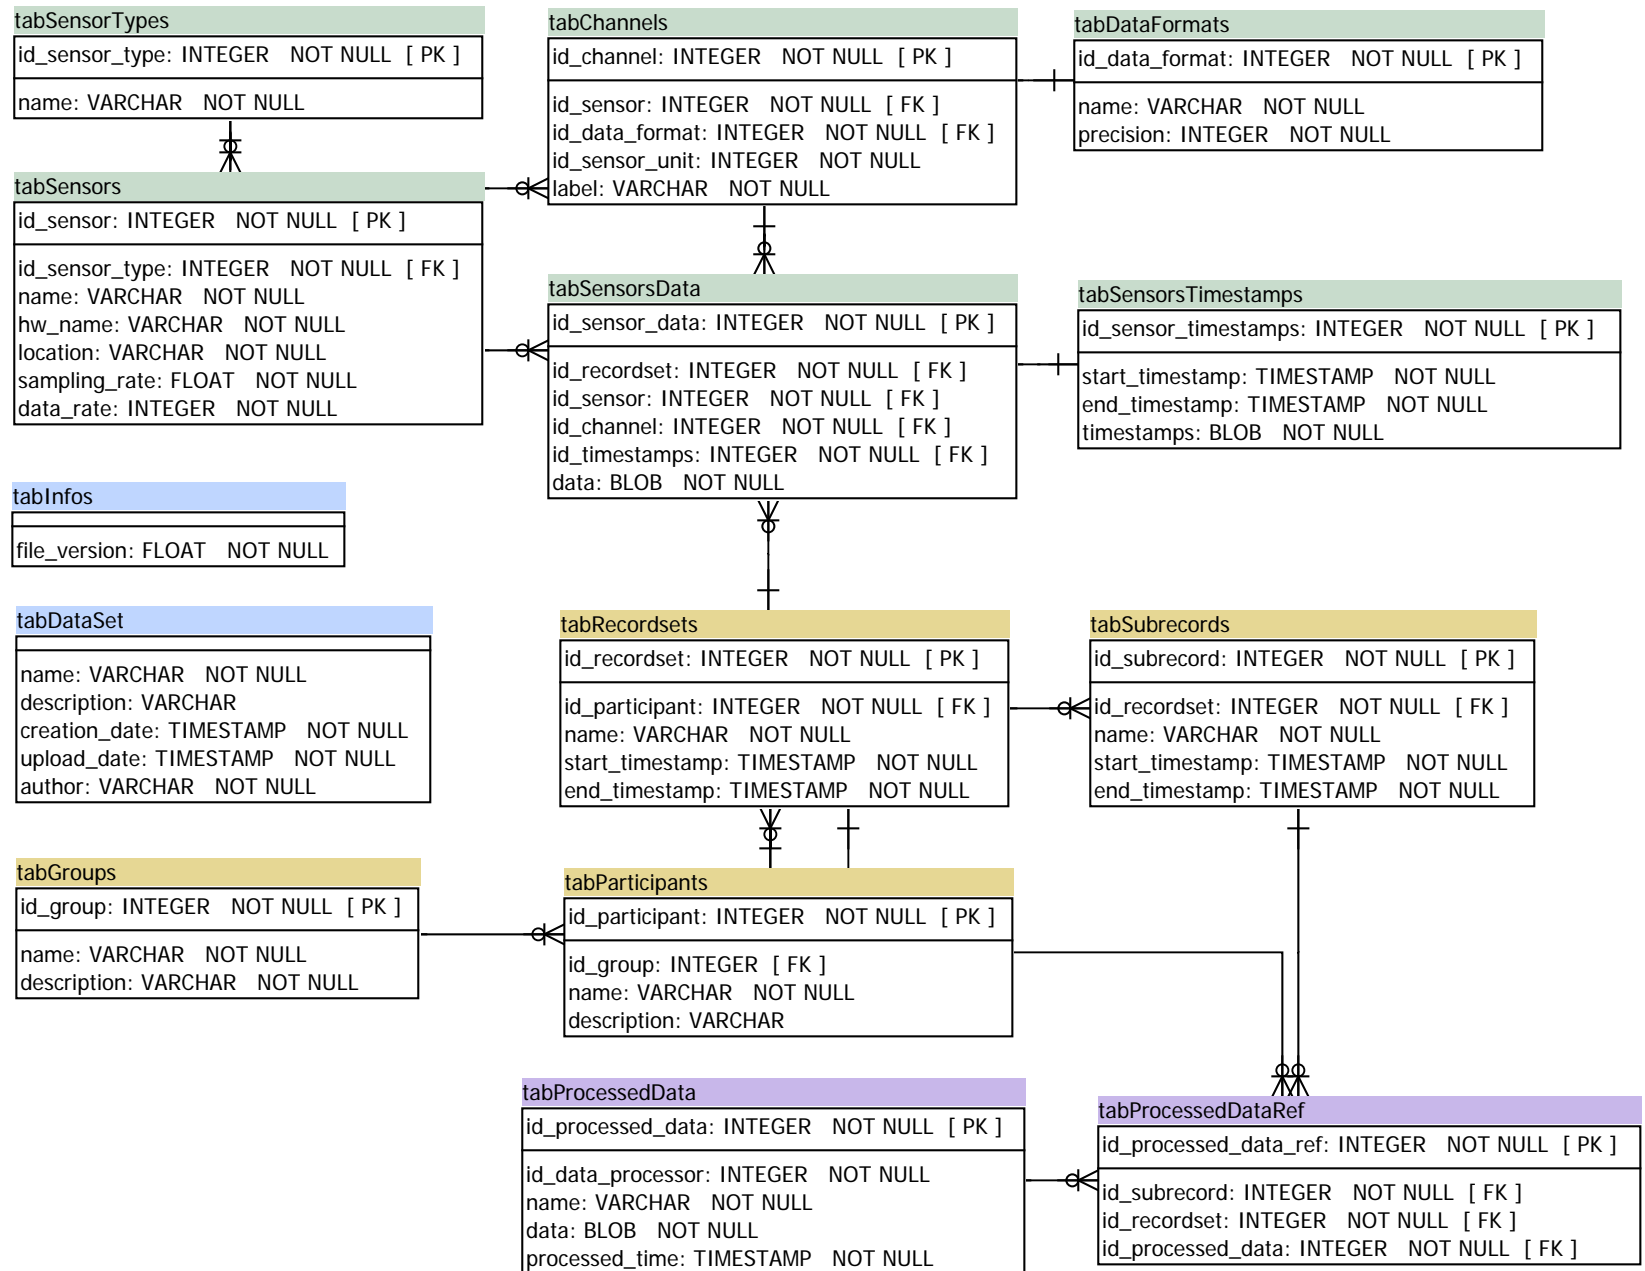 tabSensorTypes
id_sensor_type: INTEGER NOT NULL [ PK ]
name: VARCHAR NOT NULL
tabChannels
id_channel: INTEGER NOT NULL [ PK ]
id_sensor: INTEGER NOT NULL [ FK ]
id_data_format: INTEGER NOT NULL [ FK ]
id_sensor_unit: INTEGER NOT NULL
label: VARCHAR NOT NULL
tabDataFormats
id_data_format: INTEGER NOT NULL [ PK ]
name: VARCHAR NOT NULL
precision: INTEGER NOT NULL
tabSensors
id_sensor: INTEGER NOT NULL [ PK ]
id_sensor_type: INTEGER NOT NULL [ FK ]
name: VARCHAR NOT NULL
hw_name: VARCHAR NOT NULL
location: VARCHAR NOT NULL
sampling_rate: FLOAT NOT NULL
data_rate: INTEGER NOT NULL
tabSensorsData
id_sensor_data: INTEGER NOT NULL [ PK ]
id_recordset: INTEGER NOT NULL [ FK ]
id_sensor: INTEGER NOT NULL [ FK ]
id_channel: INTEGER NOT NULL [ FK ]
id_timestamps: INTEGER NOT NULL [ FK ]
data: BLOB NOT NULL
tabSensorsTimestamps
id_sensor_timestamps: INTEGER NOT NULL [ PK ]
start_timestamp: TIMESTAMP NOT NULL
end_timestamp: TIMESTAMP NOT NULL
timestamps: BLOB NOT NULL
tabInfos
file_version: FLOAT NOT NULL
tabDataSet
name: VARCHAR NOT NULL
description: VARCHAR
creation_date: TIMESTAMP NOT NULL
upload_date: TIMESTAMP NOT NULL
author: VARCHAR NOT NULL
tabRecordsets
id_recordset: INTEGER NOT NULL [ PK ]
id_participant: INTEGER NOT NULL [ FK ]
name: VARCHAR NOT NULL
start_timestamp: TIMESTAMP NOT NULL
end_timestamp: TIMESTAMP NOT NULL
tabSubrecords
id_subrecord: INTEGER NOT NULL [ PK ]
id_recordset: INTEGER NOT NULL [ FK ]
name: VARCHAR NOT NULL
start_timestamp: TIMESTAMP NOT NULL
end_timestamp: TIMESTAMP NOT NULL
tabGroups
id_group: INTEGER NOT NULL [ PK ]
name: VARCHAR NOT NULL
description: VARCHAR NOT NULL
tabParticipants
id_participant: INTEGER NOT NULL [ PK ]
id_group: INTEGER [ FK ]
name: VARCHAR NOT NULL
description: VARCHAR
tabProcessedData
id_processed_data: INTEGER NOT NULL [ PK ]
id_data_processor: INTEGER NOT NULL
name: VARCHAR NOT NULL
data: BLOB NOT NULL
processed_time: TIMESTAMP NOT NULL
tabProcessedDataRef
id_processed_data_ref: INTEGER NOT NULL [ PK ]
id_subrecord: INTEGER NOT NULL [ FK ]
id_recordset: INTEGER NOT NULL [ FK ]
id_processed_data: INTEGER NOT NULL [ FK ]